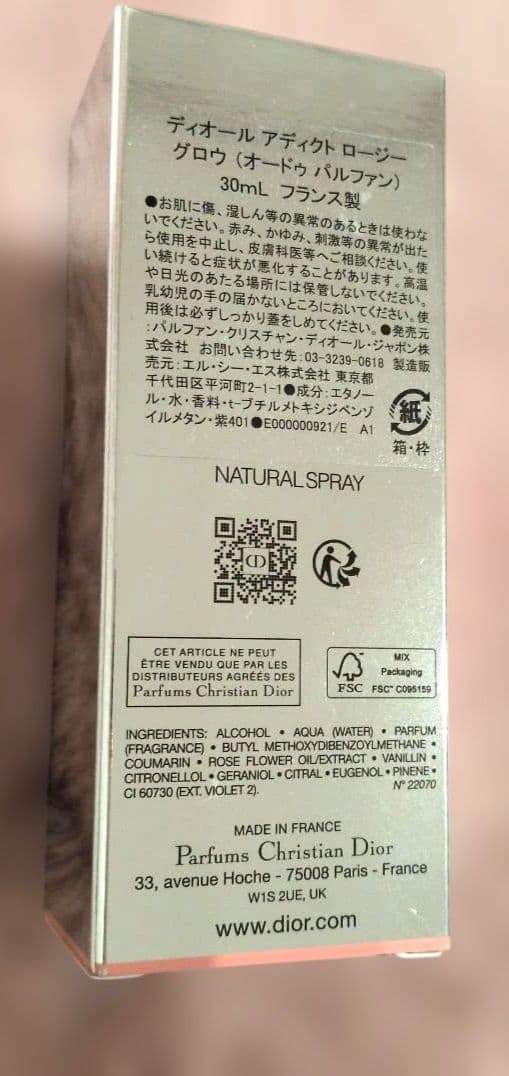 ディオール アディクト ロージー
グロウ (オードゥ パルファン)
30mL フランス製
●お肌に傷、湿しん等の異常のあるときは使わな
いでください。赤み、かゆみ、刺激等の異常が出た
ら使用を中止し、皮膚科医等へご相談ください。使
い続けると症状が悪化することがあります。高温
や日光のあたる場所には保管しないでください。
乳幼児の手の届かないところにおいてください。使
用後は必ずしっかり蓋をしめてください。●発売元
:パルファン・クリスチャン・ディオール・ジャポン株
式会社 お問い合わせ先:03-3239-0618 製造販
売元:エル・シー・エス株式会社 東京都
千代田区平河町2-1-1●成分:エタノー
ル・水・香料・t-ブチルメトキシジベンゾ
イルメタン・紫401●E000000921/E A1
紙
箱・枠
NATURAL SPRAY
CD
CET ARTICLE NE PEUT
ÊTRE VENDU QUE PAR LES
DISTRIBUTEURS AGRÉÉS DES
Parfums Christian Dior
FSC
MIX
Packaging
FSC™ C095159
INGREDIENTS: ALCOHOL • AQUA (WATER) • PARFUM
(FRAGRANCE) • BUTYL METHOXYDIBENZOYLMETHANE •
COUMARIN • ROSE FLOWER OIL/EXTRACT • VANILLIN •
CITRONELLOL • GERANIOL • CITRAL • EUGENOL • PINENE •
CI 60730 (EXT. VIOLET 2). N° 22070
MADE IN FRANCE
Parfums Christian Dior
33, avenue Hoche - 75008 Paris - France
W1S 2UE, UK
www.dior.com